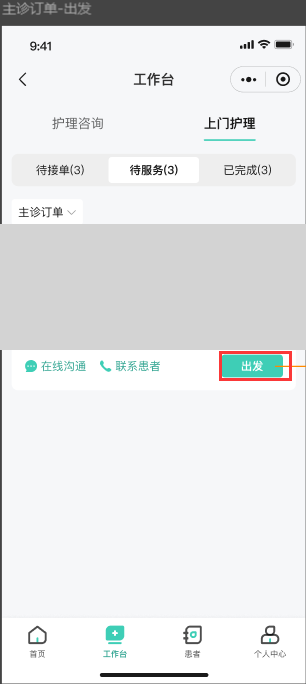 主诊订单-出发
9:41
工作台
护理咨询 上门护理
待接单(3) 待服务(3) 已完成(3)
主诊订单
在线沟通 联系患者 出发
首页 工作台 患者 个人中心